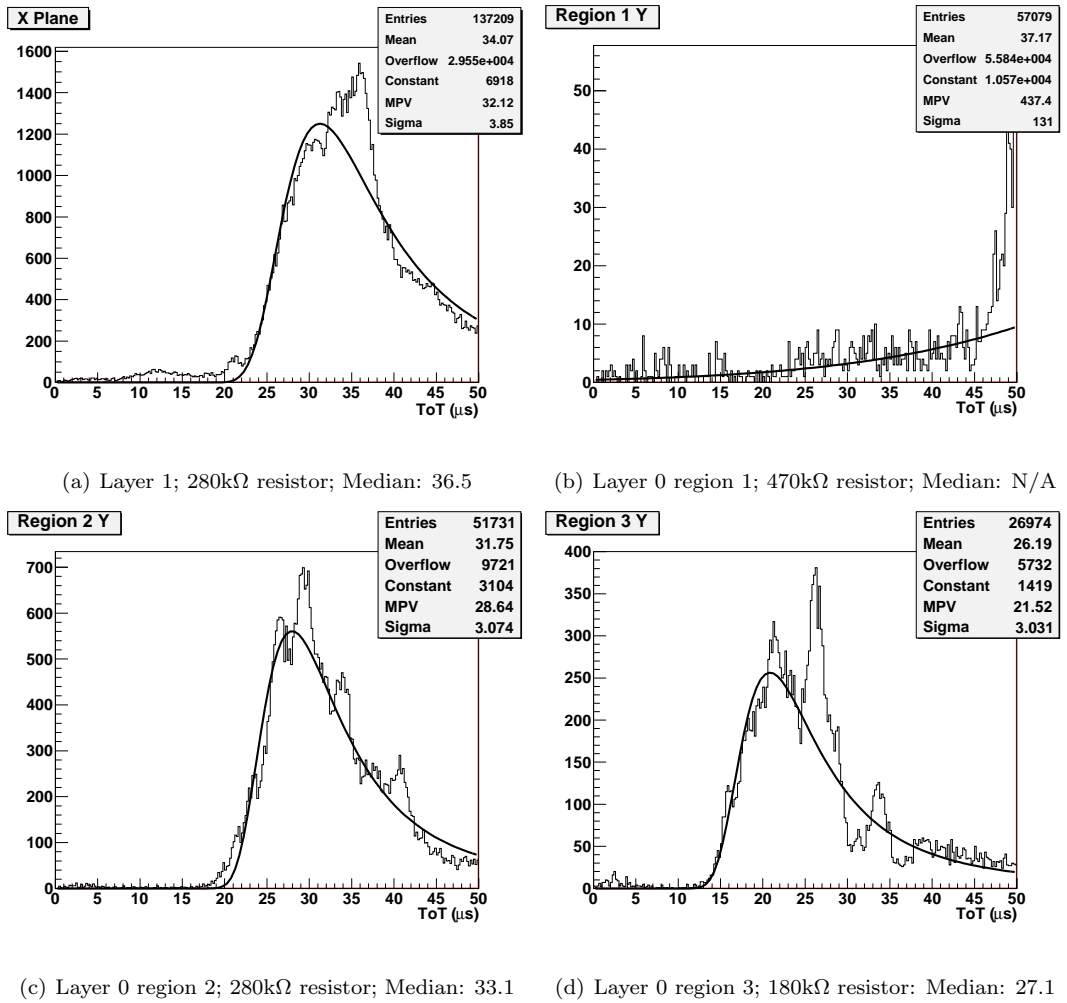 X Plane
Entries 137209
Mean 34.07
Overflow 2.955e+004
Constant 6918
MPV 32.12
Sigma 3.85
1600
1400
1200
1000
800
600
400
200
0
0 5 10 15 20 25 30 35 40 45 50
ToT (μs)
(a) Layer 1; 280kΩ resistor; Median: 36.5
Region 1 Y
Entries 57079
Mean 37.17
Overflow 5.584e+004
Constant 1.057e+004
MPV 437.4
Sigma 131
50
40
30
20
10
0
0 5 10 15 20 25 30 35 40 45 50
ToT (μs)
(b) Layer 0 region 1; 470kΩ resistor; Median: N/A
Region 2 Y
Entries 51731
Mean 31.75
Overflow 9721
Constant 3104
MPV 28.64
Sigma 3.074
700
600
500
400
300
200
100
0
0 5 10 15 20 25 30 35 40 45 50
ToT (μs)
(c) Layer 0 region 2; 280kΩ resistor; Median: 33.1
Region 3 Y
Entries 26974
Mean 26.19
Overflow 5732
Constant 1419
MPV 21.52
Sigma 3.031
400
350
300
250
200
150
100
50
0
0 5 10 15 20 25 30 35 40 45 50
ToT (μs)
(d) Layer 0 region 3; 180kΩ resistor: Median: 27.1